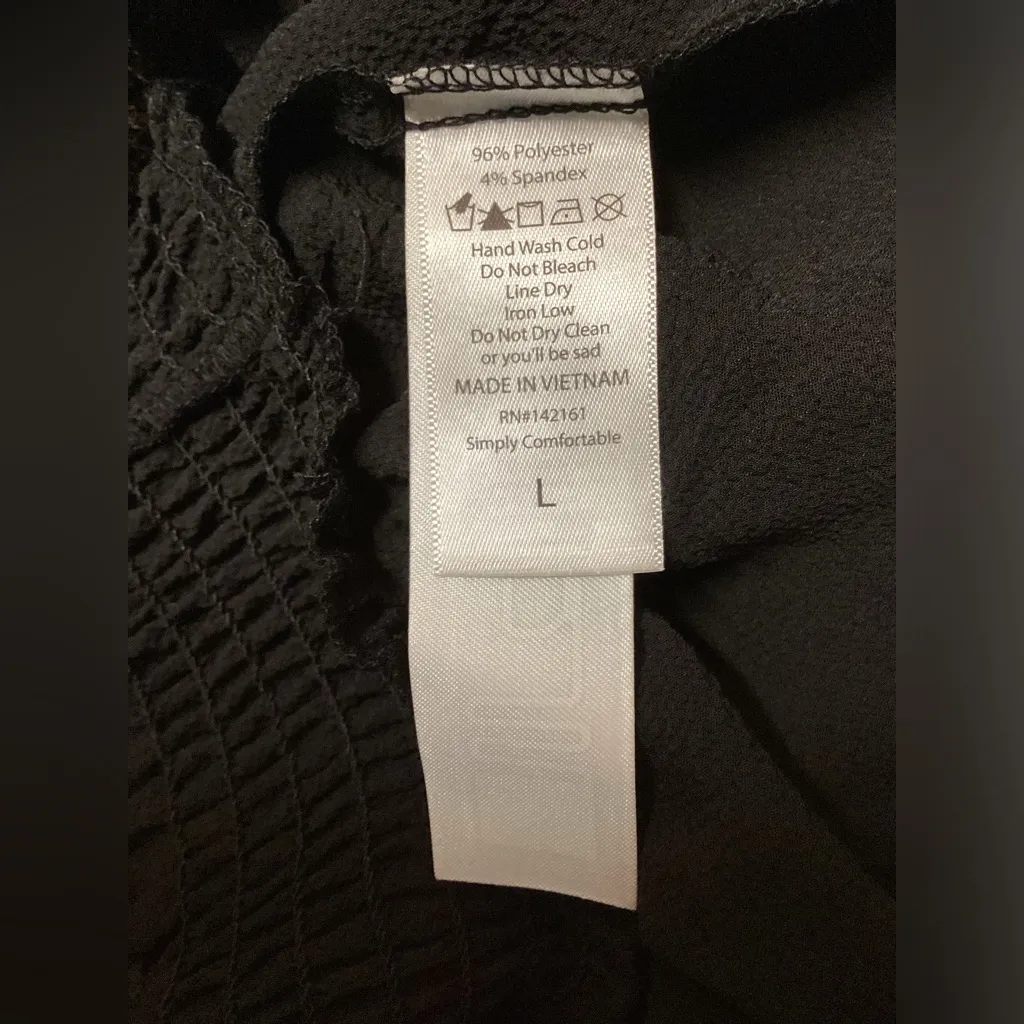 96% Polyester
4% Spandex
Hand Wash Cold
Do Not Bleach
Line Dry
Iron Low
Do Not Dry Clean
or you'll be sad
MADE IN VIETNAM
RN#142161
Simply Comfortable
L